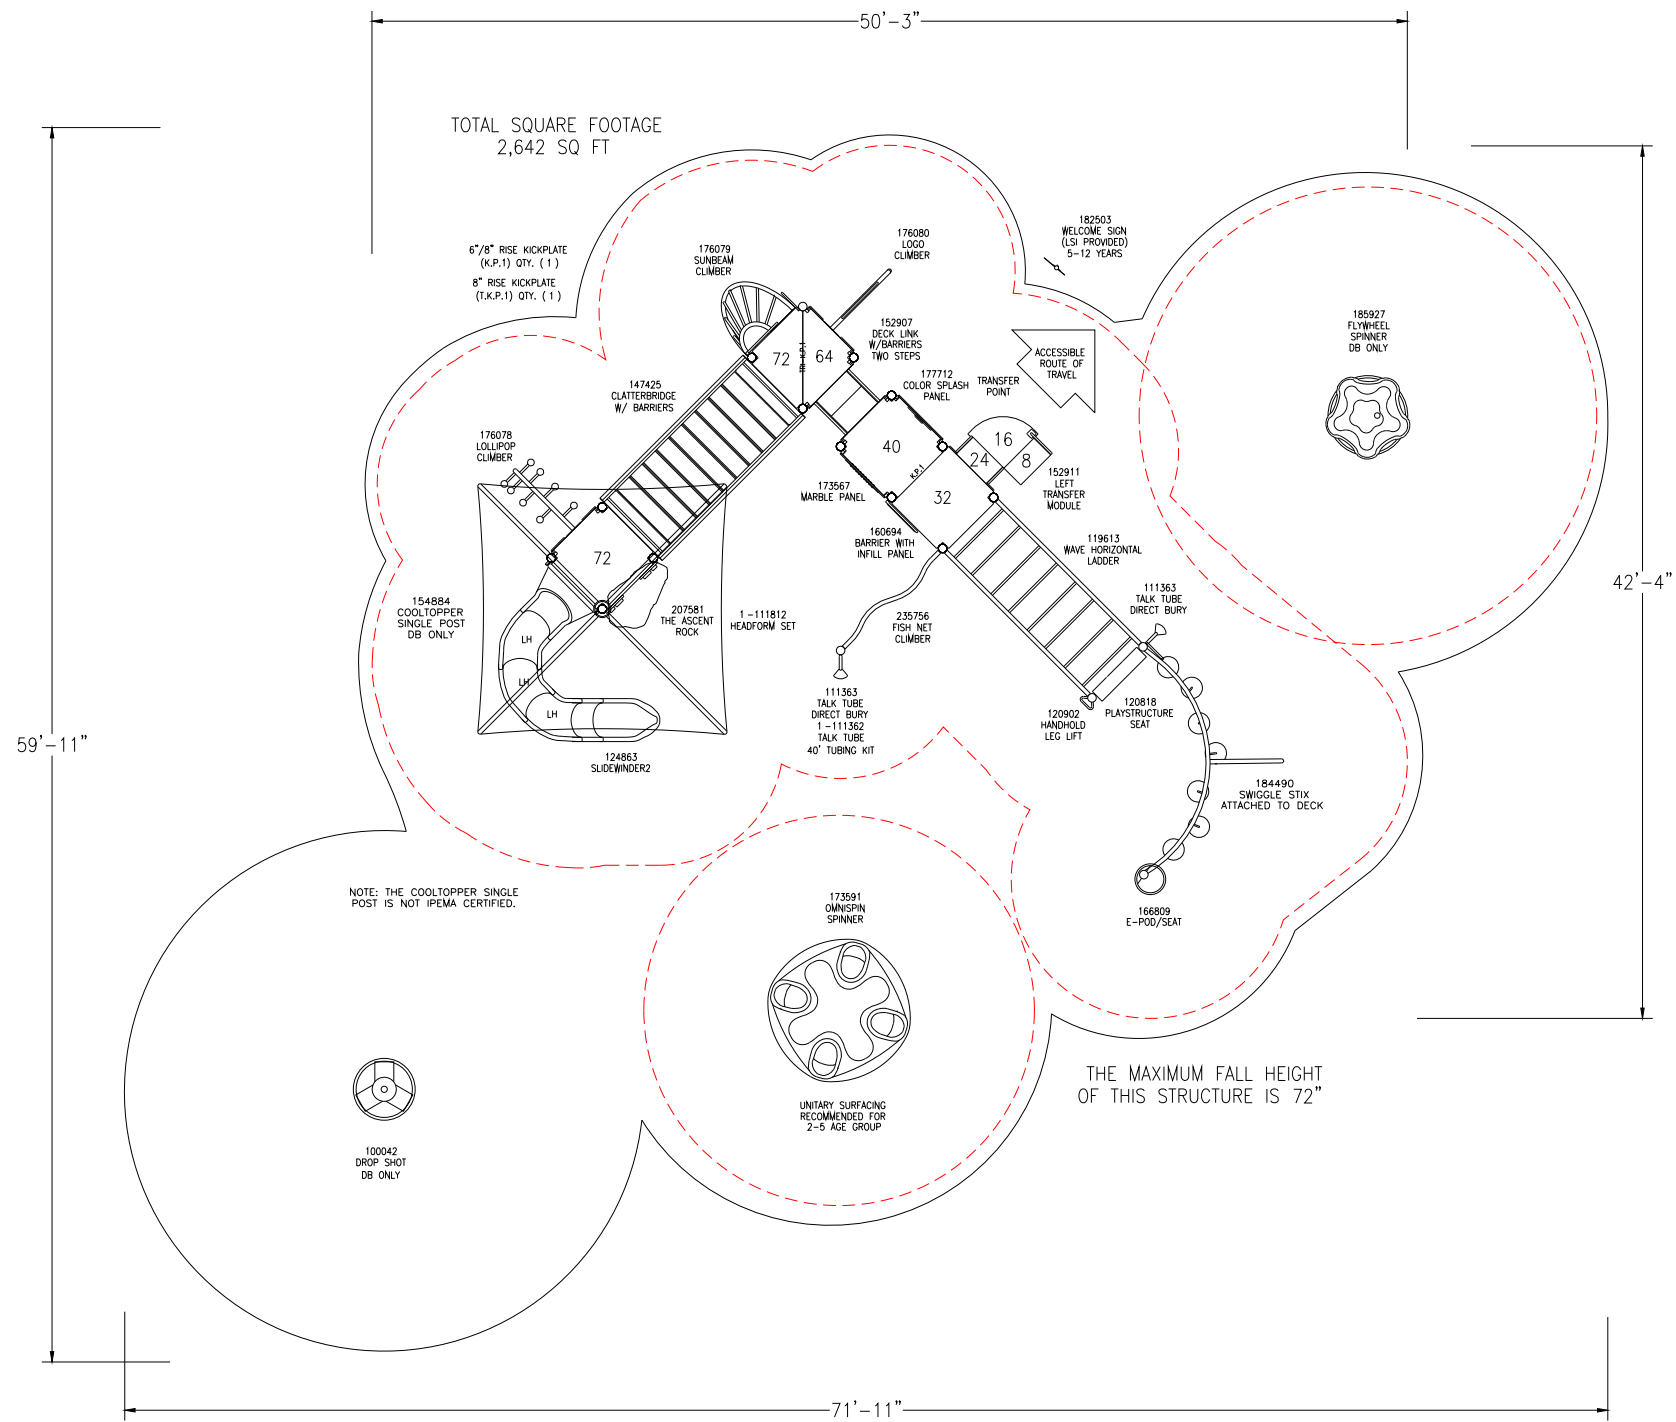 50'-3"
TOTAL SQUARE FOOTAGE
2,642 SQ FT
6"/8" RISE KICKPLATE
(K.P.1) QTY. ( 1 )
8" RISE KICKPLATE
(T.K.P.1) QTY. ( 1 )
176079
SUNBEAM
CLIMBER
176080
LOGO
CLIMBER
182503
WELCOME SIGN
(LSI PROVIDED)
5-12 YEARS
185927
FLYWHEEL
SPINNER
DB ONLY
152907
DECK LINK
W/BARRIERS
TWO STEPS
72
TRI K.P.1
64
ACCESSIBLE
ROUTE OF
TRAVEL
177712
COLOR SPLASH
PANEL
TRANSFER
POINT
147425
CLATTERBRIDGE
W/ BARRIERS
176078
LOLLIPOP
CLIMBER
40
K.P.1
16
24
8
152911
LEFT
TRANSFER
MODULE
173567
MARBLE PANEL
32
160694
BARRIER WITH
INFILL PANEL
119613
WAVE HORIZONTAL
LADDER
72
42'-4"
111363
TALK TUBE
DIRECT BURY
154884
COOLTOPPER
SINGLE POST
DB ONLY
207581
THE ASCENT
ROCK
1 -111812
HEADFORM SET
235756
FISH NET
CLIMBER
LH
LH
LH
111363
TALK TUBE
DIRECT BURY
1 -111362
TALK TUBE
40' TUBING KIT
120902
HANDHOLD
LEG LIFT
120818
PLAYSTRUCTURE
SEAT
59'-11"
124863
SLIDEWINDER2
184490
SWIGGLE STIX
ATTACHED TO DECK
NOTE: THE COOLTOPPER SINGLE
POST IS NOT IPEMA CERTIFIED.
173591
OMNISPIN
SPINNER
166809
E-POD/SEAT
THE MAXIMUM FALL HEIGHT
OF THIS STRUCTURE IS 72"
UNITARY SURFACING
RECOMMENDED FOR
2-5 AGE GROUP
100042
DROP SHOT
DB ONLY
71'-11"